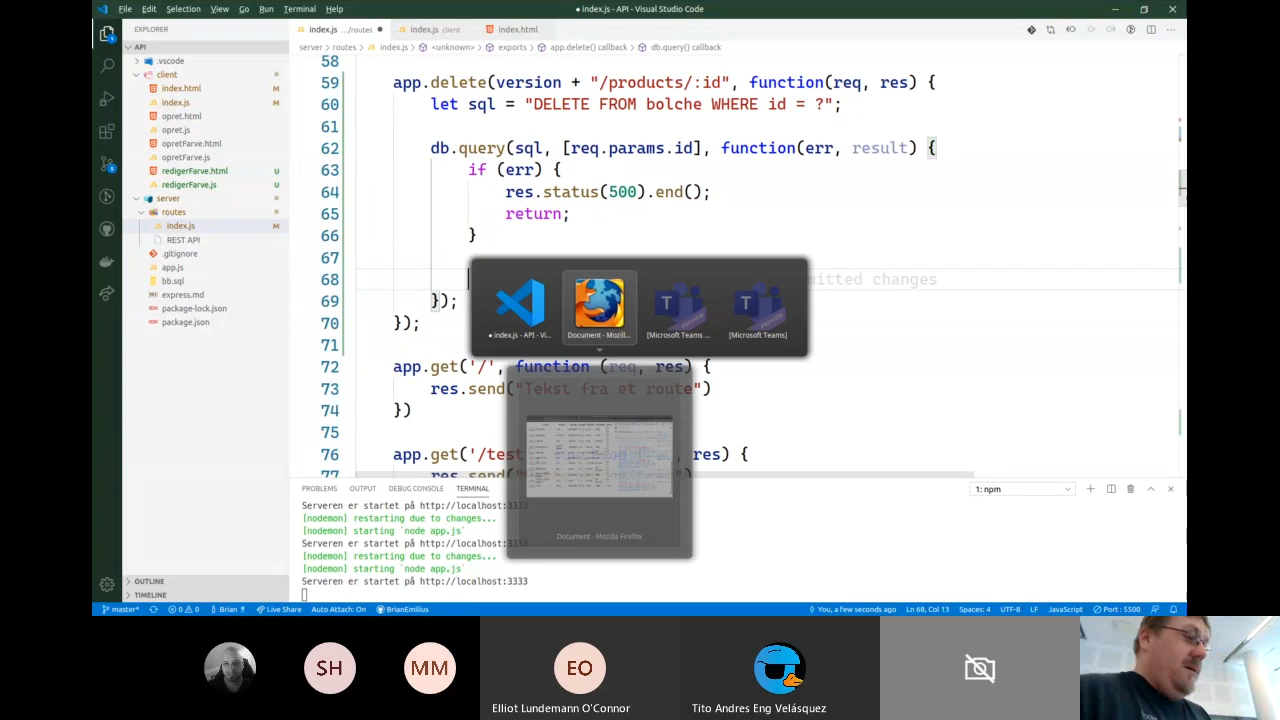 File Edit Selection View Go Run Terminal Help
● index.js - API - Visual Studio Code
EXPLORER
index.js .../routes ●
index.js client
index.html
API
server › routes › index.js › <unknown> › exports › app.delete() callback › db.query() callback
.vscode
client
index.html M
index.js M
opret.html
opret.js
opretFarve.html
opretFarve.js
redigerFarve.html U
redigerFarve.js U
server
routes
index.js M
REST API
.gitignore
app.js
bb.sql
express.md
package-lock.json
package.json
OUTLINE
TIMELINE
58
59 app.delete(version + "/products/:id", function(req, res) {
60 let sql = "DELETE FROM bolche WHERE id = ?";
61
62 db.query(sql, [req.params.id], function(err, result) {
63 if (err) {
64 res.status(500).end();
65 return;
66 }
67
68 mitted changes
69 });
70 });
71
72 app.get('/', function (req, res) {
73 res.send("Tekst fra et route")
74 })
75
76 app.get('/test res) {
77 res.send("
● index.js - API - Vi...
Document - Mozill...
[Microsoft Teams ...
[Microsoft Teams]
Document - Mozilla Firefox
PROBLEMS OUTPUT DEBUG CONSOLE TERMINAL
1: npm
Serveren er startet på http://localhost:3333
[nodemon] restarting due to changes...
[nodemon] starting `node app.js`
Serveren er startet på http://localhost:3333
[nodemon] restarting due to changes...
[nodemon] starting `node app.js`
Serveren er startet på http://localhost:3333
master* 0 0 Brian Live Share Auto Attach: On BrianEmilius
You, a few seconds ago Ln 68, Col 13 Spaces: 4 UTF-8 LF JavaScript Port : 5500
SH
MM
EO
Elliot Lundemann O'Connor
Tito Andres Eng Velásquez